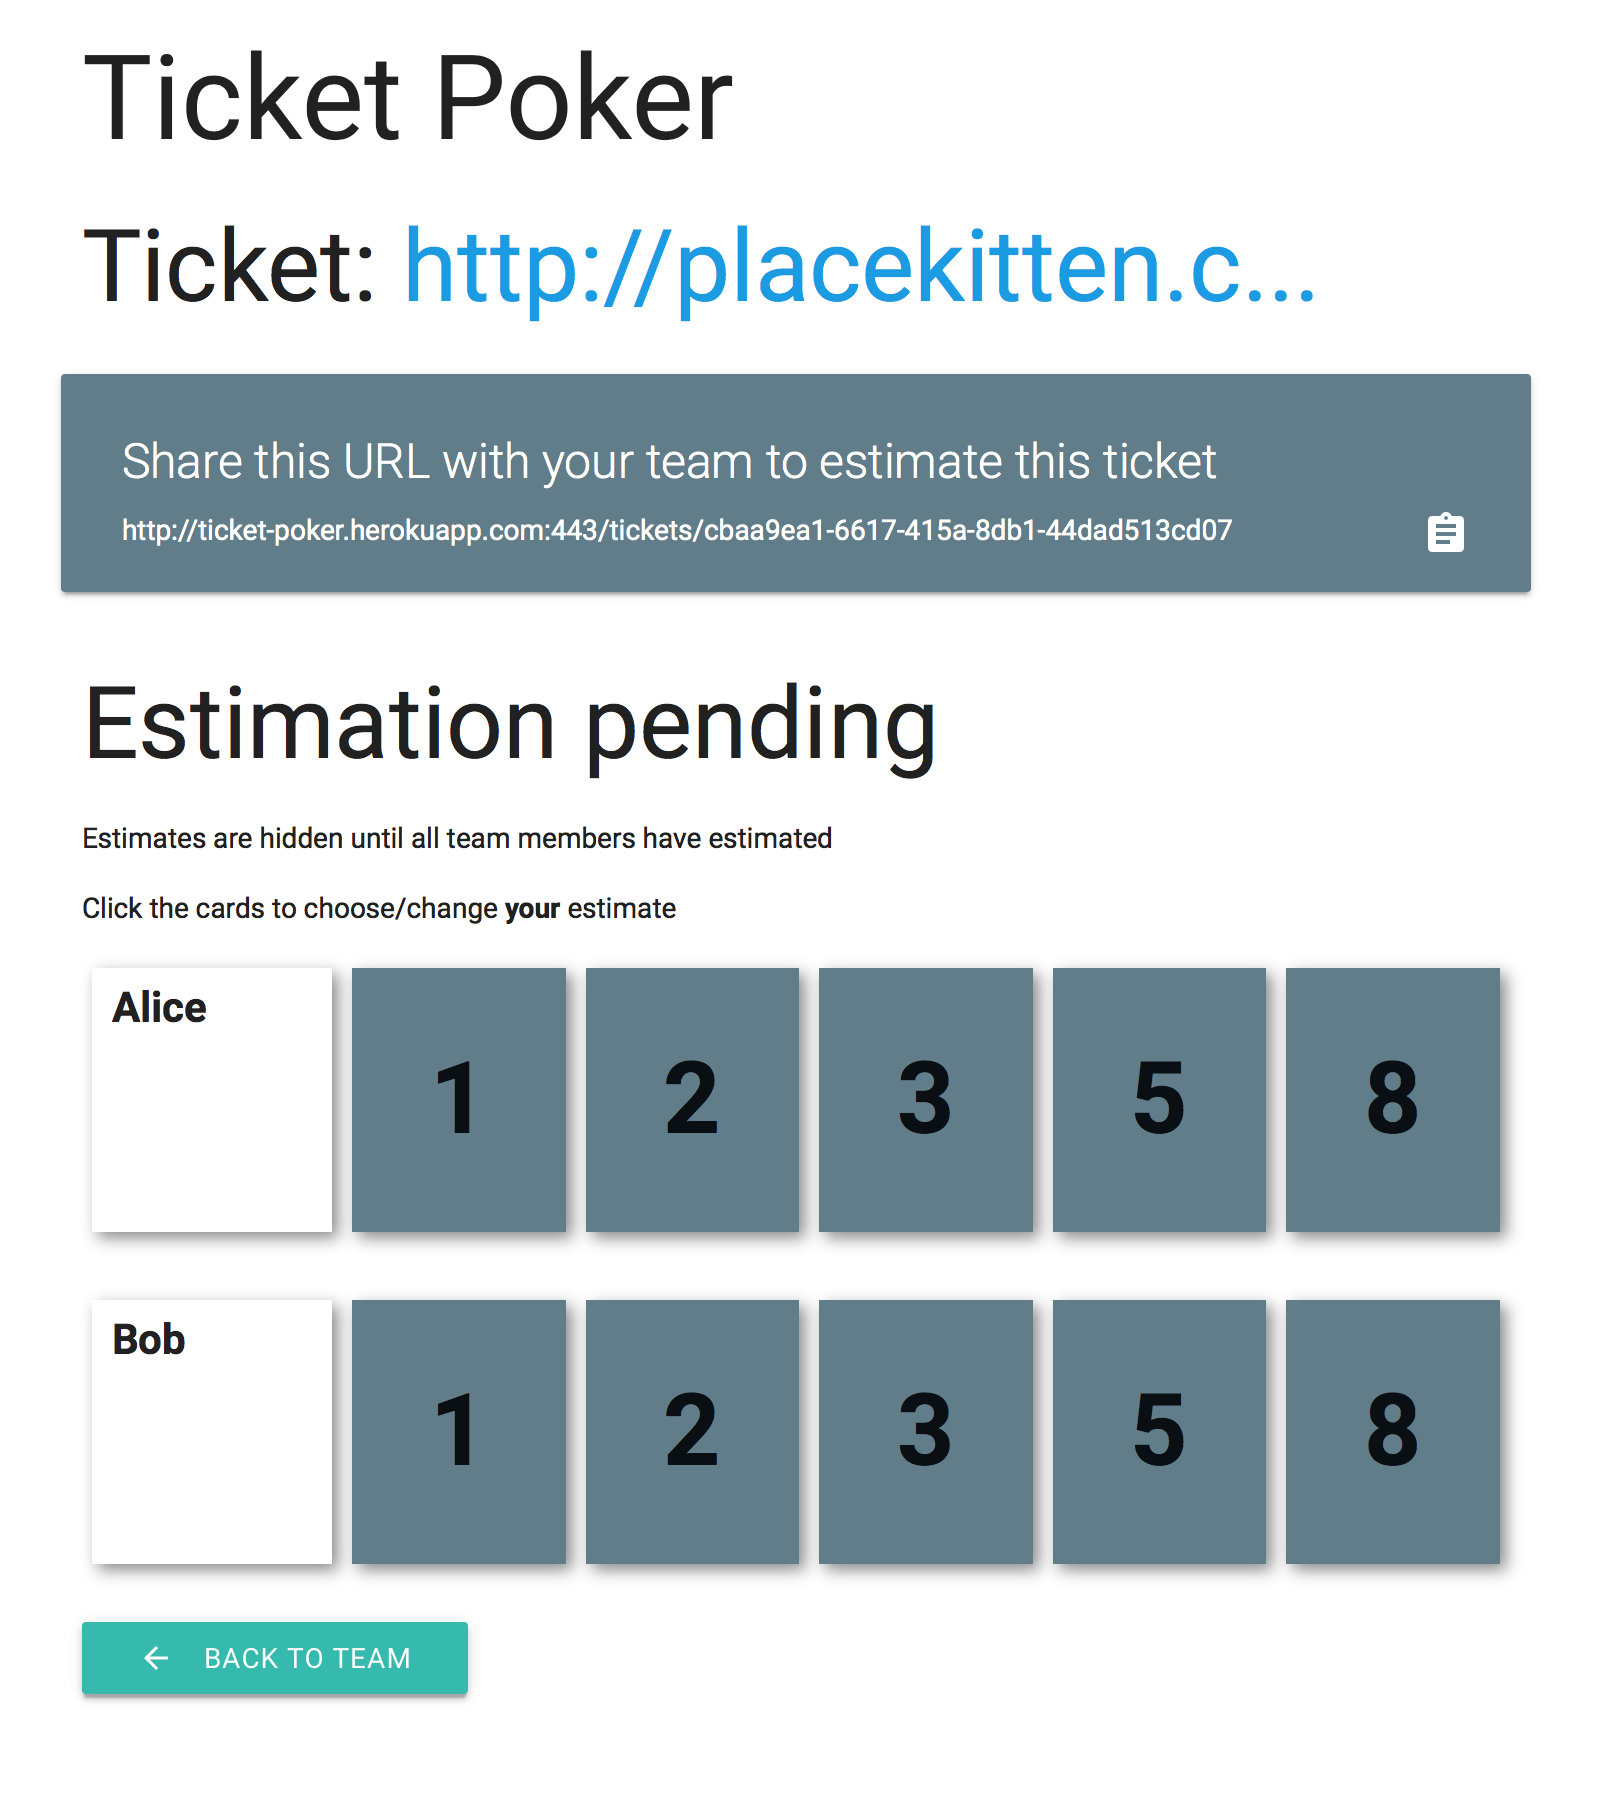 Ticket Poker
Ticket: http://placekitten.c...
Share this URL with your team to estimate this ticket
http://ticket-poker.herokuapp.com:443/tickets/cbaa9ea1-6617-415a-8db1-44dad513cd07
Estimation pending
Estimates are hidden until all team members have estimated
Click the cards to choose/change your estimate
Alice
1 2 3 5 8
Bob
1 2 3 5 8
BACK TO TEAM